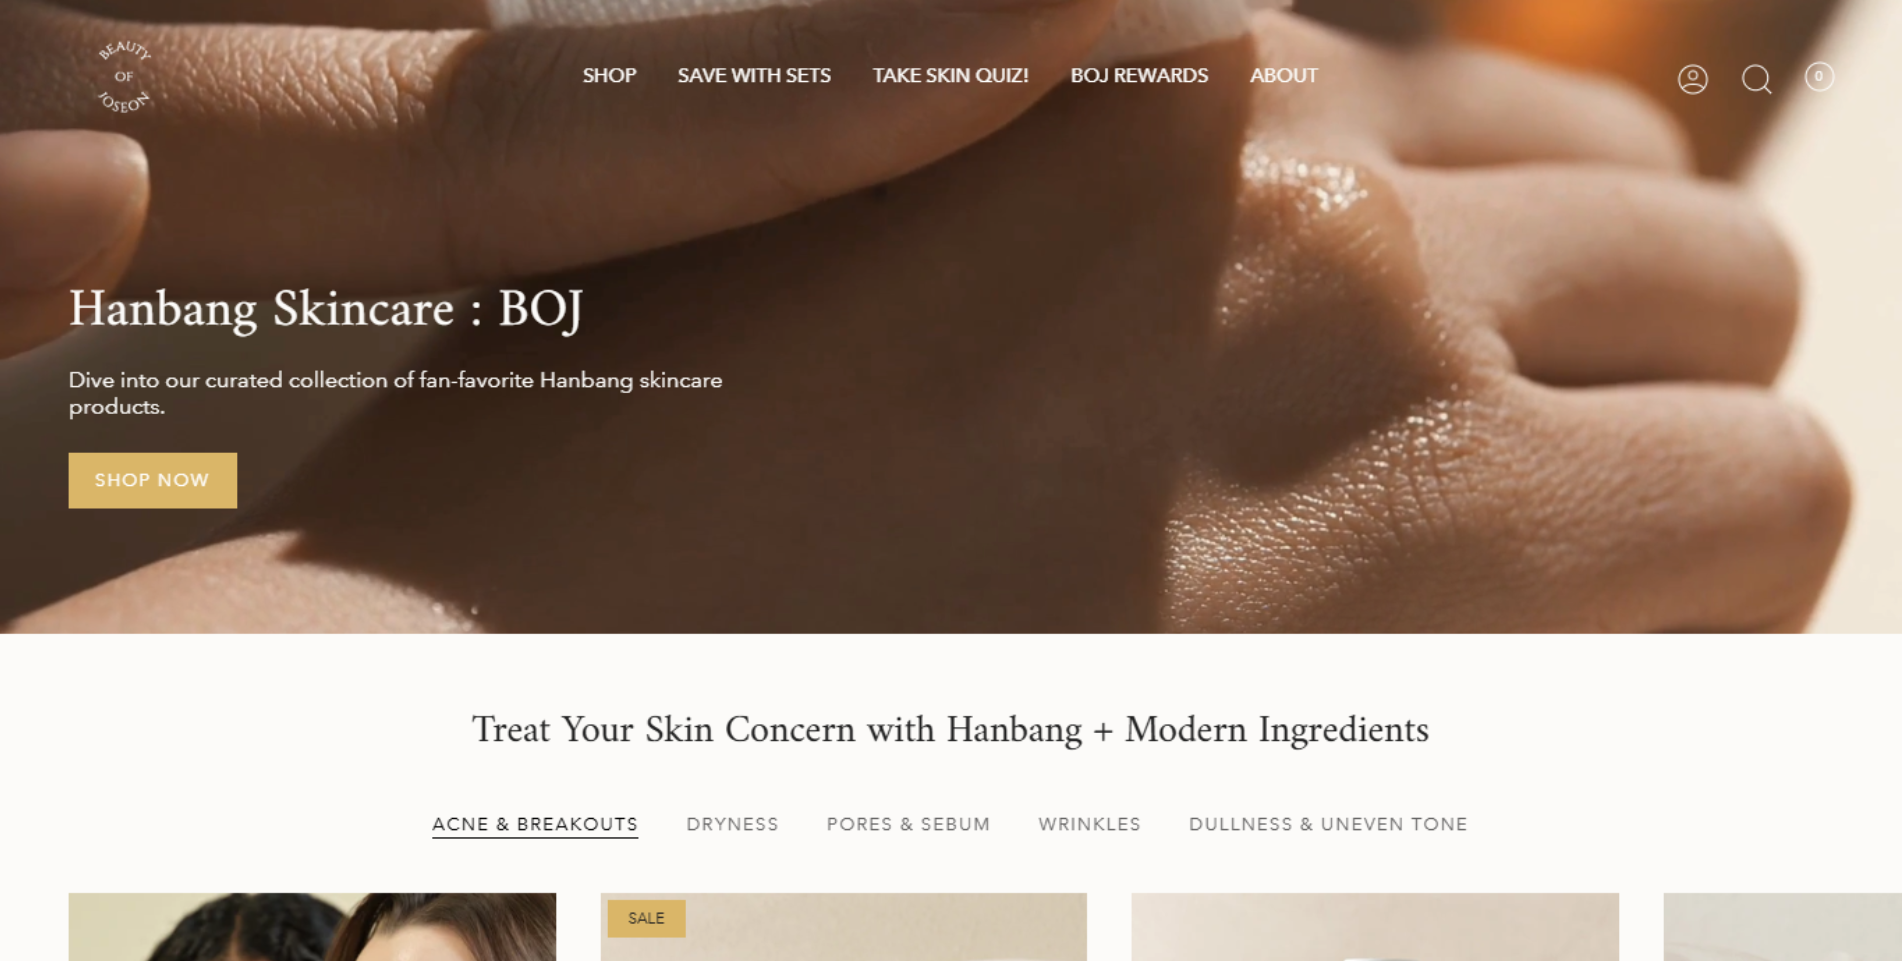 BEAUTY
OF
JOSEON
SHOP
SAVE WITH SETS
TAKE SKIN QUIZ!
BOJ REWARDS
ABOUT
0
Hanbang Skincare : BOJ
Dive into our curated collection of fan-favorite Hanbang skincare
products.
SHOP NOW
Treat Your Skin Concern with Hanbang + Modern Ingredients
ACNE & BREAKOUTS
DRYNESS
PORES & SEBUM
WRINKLES
DULLNESS & UNEVEN TONE
SALE